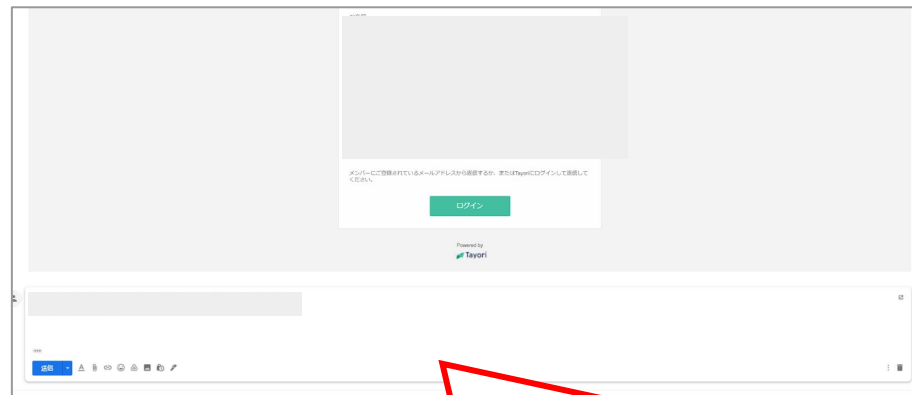 メンバーにご登録されているメールアドレスから返信するか、またはTayoriにログインして返信して
ください。
ログイン
Powered by
Tayori
送信